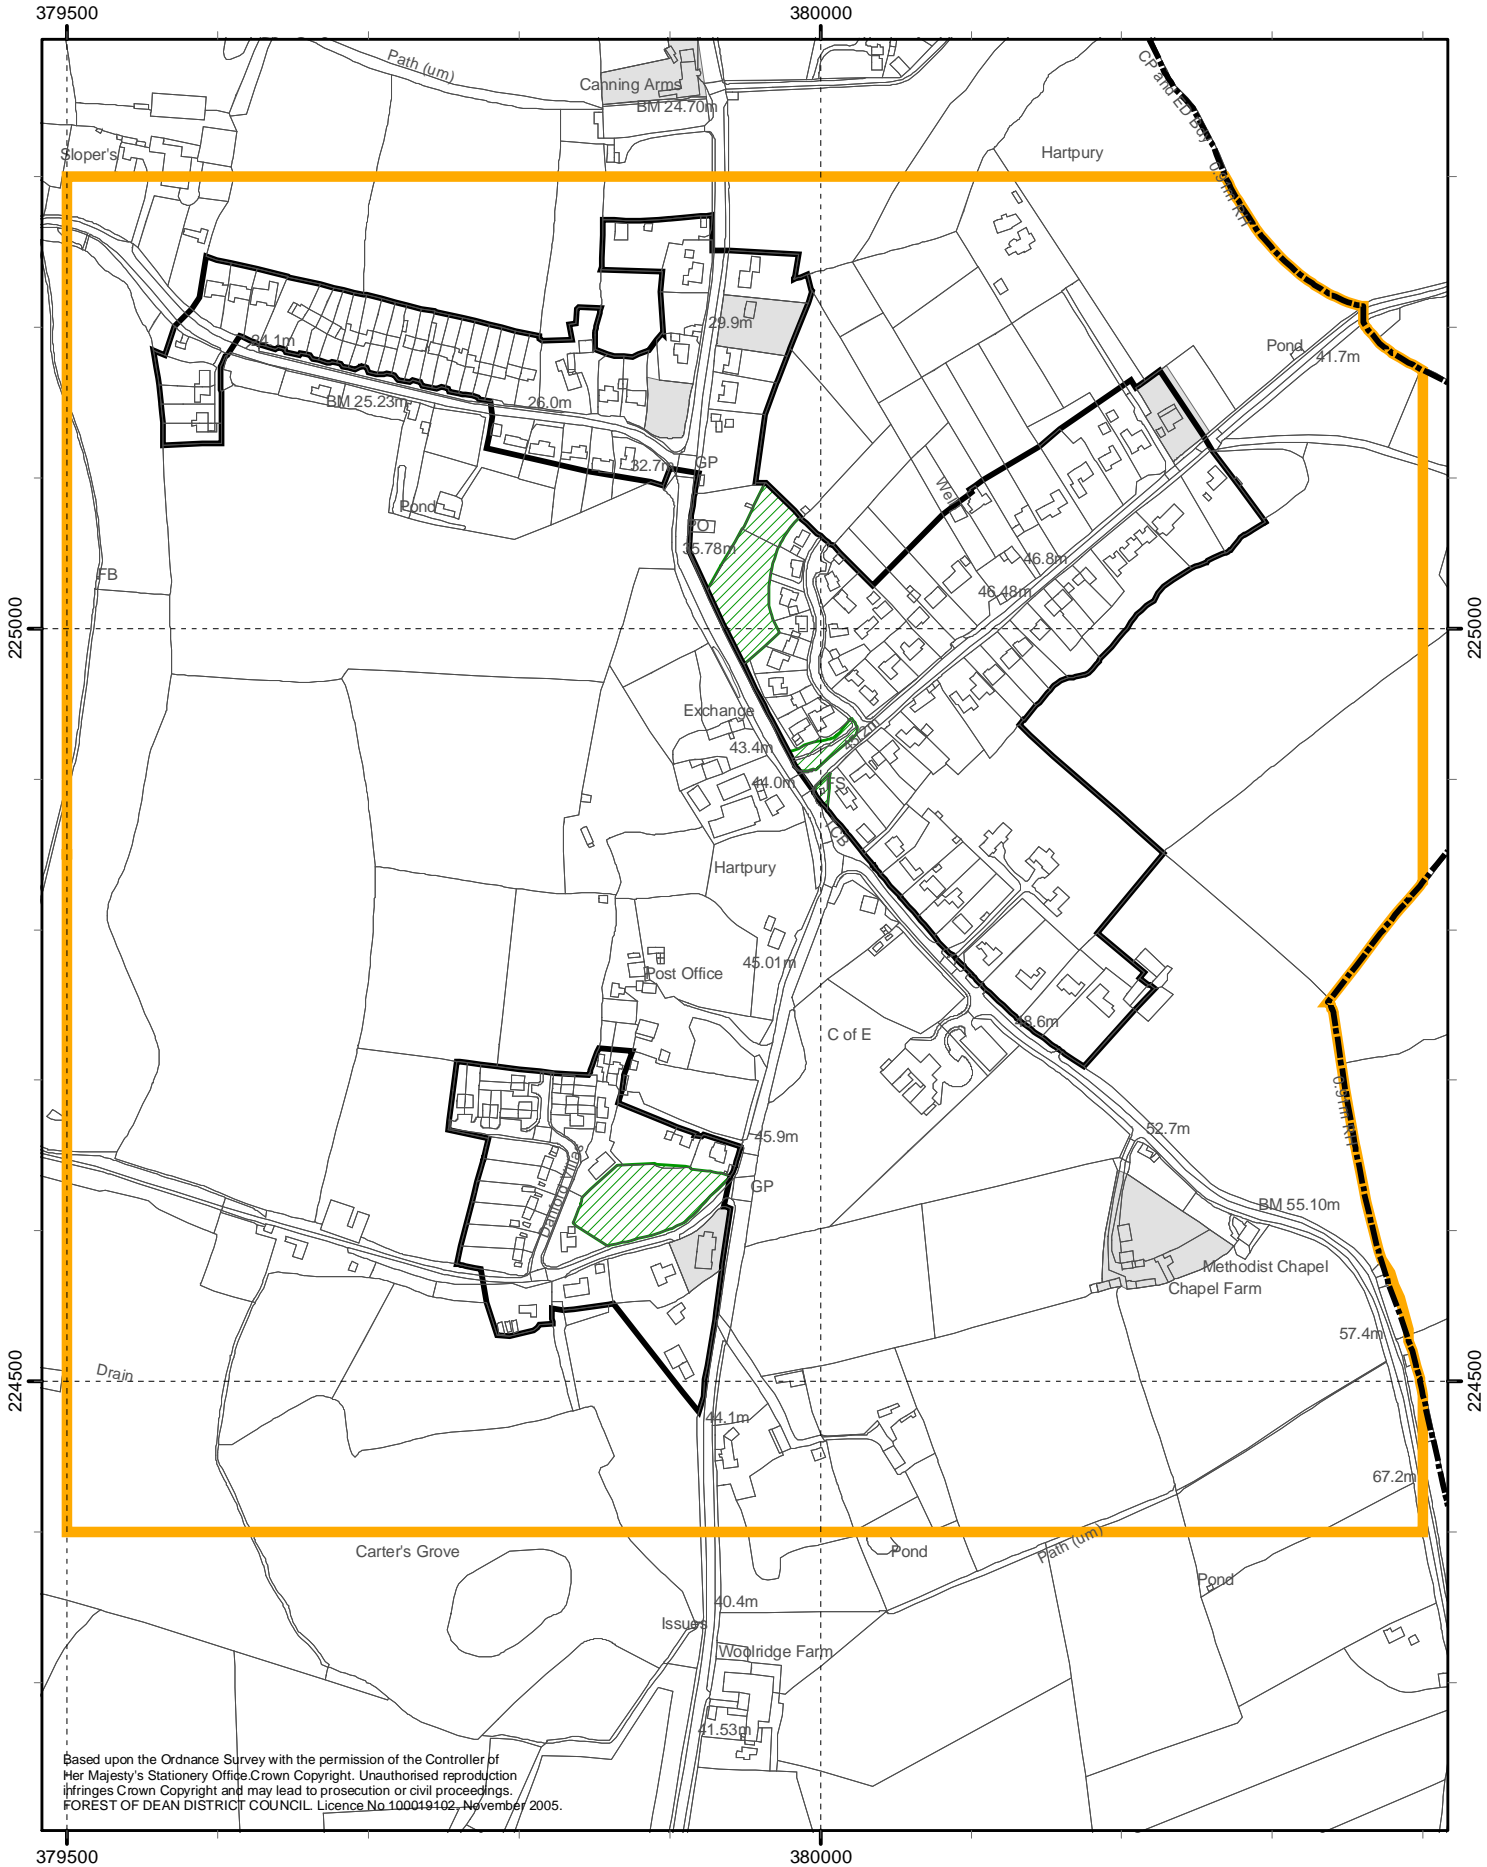 379500
380000
Path (um)
Canning Arms
BM 24.70m
CP and ED Bdy
Sloper's
Hartpury
29.9m
Pond
41.7m
BM 25.23m
26.0m
32.7m
GP
Pond
35.78m
FB
46.8m
46.48m
225000
225000
Exchange
43.4m
44.0m
FS
TCB
Hartpury
45.01m
Post Office
C of E
48.6m
45.9m
52.7m
GP
BM 55.10m
Danford Villas
Methodist Chapel
Chapel Farm
57.4m
Drain
224500
224500
44.1m
67.2m
Carter's Grove
Pond
Path (um)
Pond
40.4m
Issues
Woolridge Farm
41.53m
Based upon the Ordnance Survey with the permission of the Controller of
Her Majesty's Stationery Office.Crown Copyright. Unauthorised reproduction
infringes Crown Copyright and may lead to prosecution or civil proceedings.
FOREST OF DEAN DISTRICT COUNCIL. Licence No 100019102, November 2005.
379500
380000